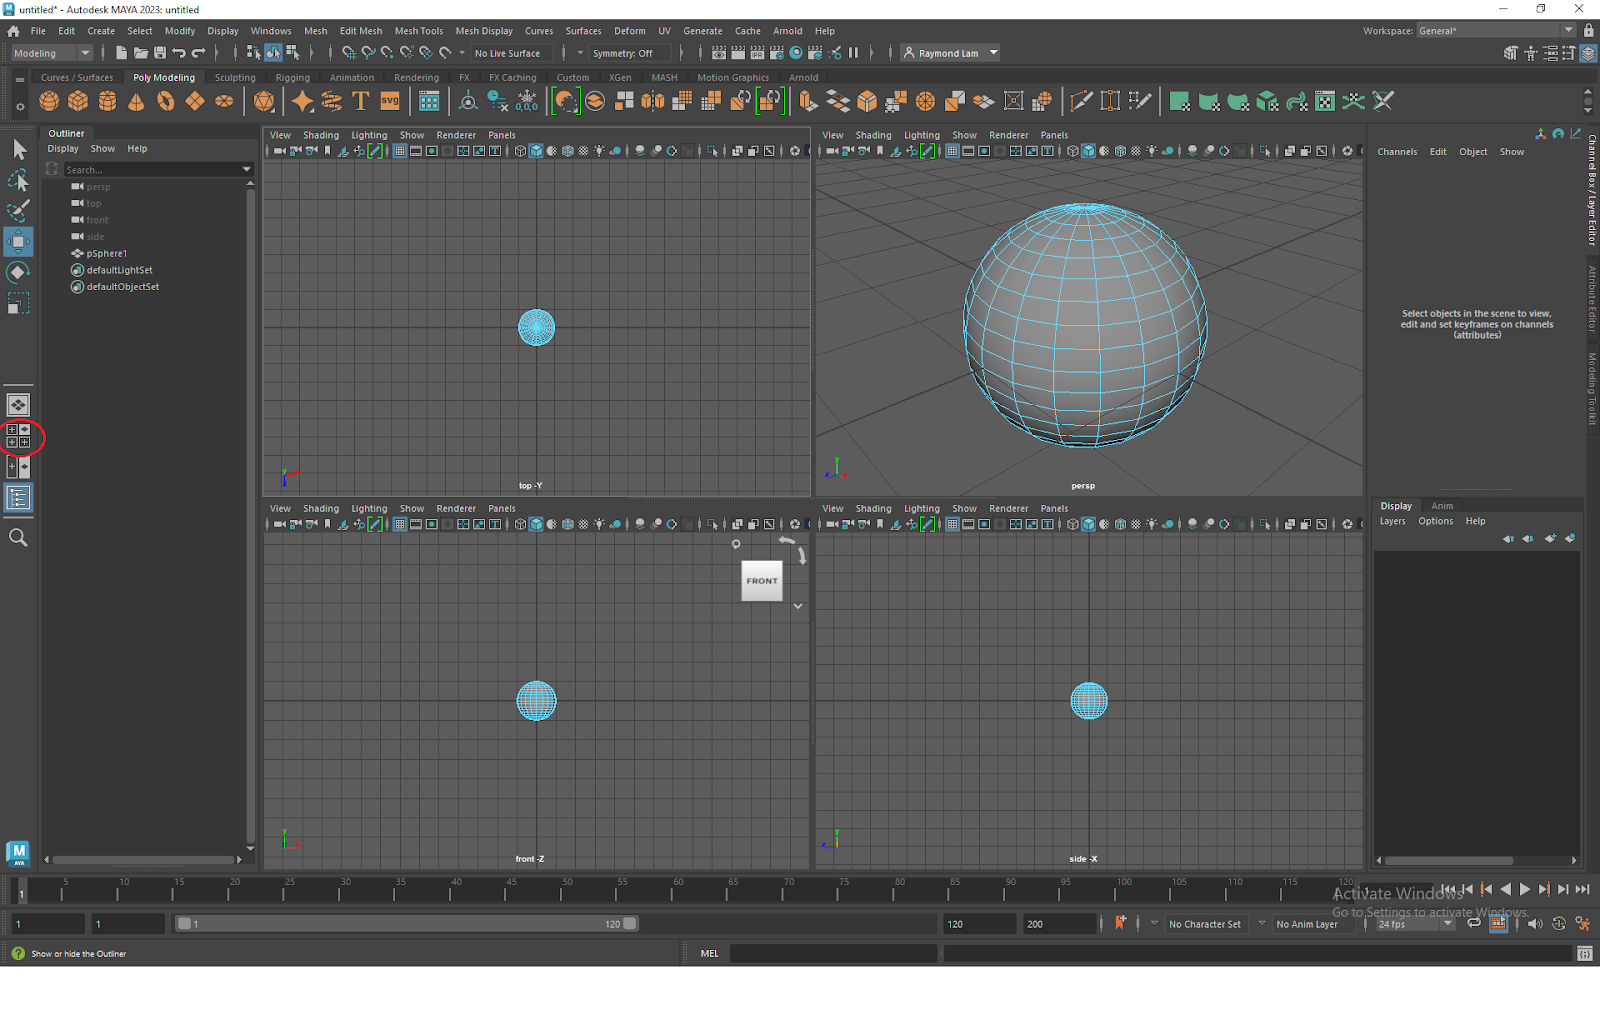 untitled* - Autodesk MAYA 2023: untitled
File Edit Create Select Modify Display Windows Mesh Edit Mesh Mesh Tools Mesh Display Curves Surfaces Deform UV Generate Cache Arnold Help Workspace: General*
Modeling No Live Surface Symmetry: Off Raymond Lam
Curves / Surfaces Poly Modeling Sculpting Rigging Animation Rendering FX FX Caching Custom XGen MASH Motion Graphics Arnold
T SVG 0,0,0
Outliner
Display Show Help
Search...
persp
top
front
side
pSphere1
defaultLightSet
defaultObjectSet
View Shading Lighting Show Renderer Panels
y
top -Y
View Shading Lighting Show Renderer Panels
y
z
persp
View Shading Lighting Show Renderer Panels
FRONT
y
front -Z
View Shading Lighting Show Renderer Panels
y
z
side -X
Channels Edit Object Show
Select objects in the scene to view,
edit and set keyframes on channels
(attributes)
Channel Box / Layer Editor
Attribute Editor
Modeling Toolkit
Display Anim
Layers Options Help
M
AYA
1 5 10 15 20 25 30 35 40 45 50 55 60 65 70 75 80 85 90 95 100 105 110 115 120 1
Activate Windows
Go to Settings to activate Windows.
1 1 1 120 120 200 No Character Set No Anim Layer 24 fps
Show or hide the Outliner MEL